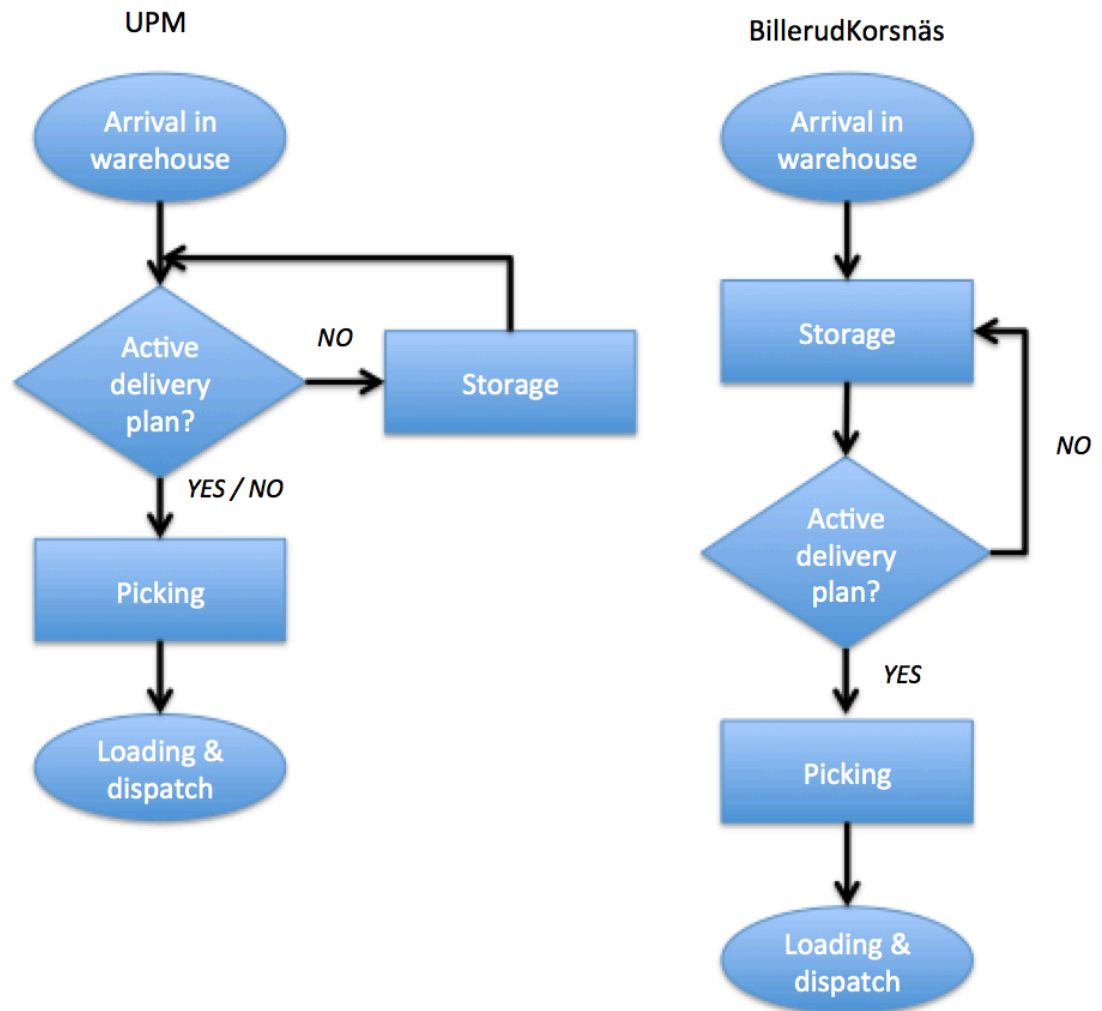 UPM
Arrival in
warehouse
Active
delivery
plan?
NO
Storage
YES / NO
Picking
Loading &
dispatch
BillerudKorsnäs
Arrival in
warehouse
Storage
NO
Active
delivery
plan?
YES
Picking
Loading &
dispatch